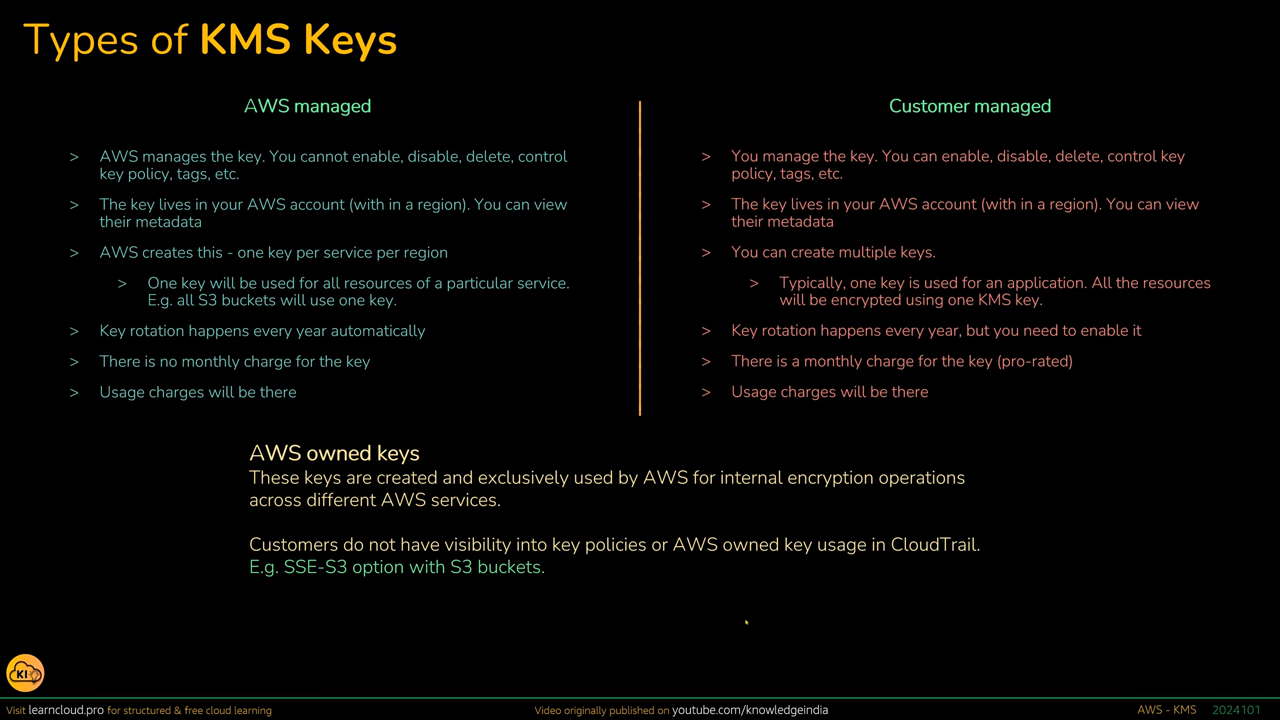 Types of KMS Keys
AWS managed
> AWS manages the key. You cannot enable, disable, delete, control
key policy, tags, etc.
> The key lives in your AWS account (with in a region). You can view
their metadata
> AWS creates this - one key per service per region
> One key will be used for all resources of a particular service.
E.g. all S3 buckets will use one key.
> Key rotation happens every year automatically
> There is no monthly charge for the key
> Usage charges will be there
Customer managed
> You manage the key. You can enable, disable, delete, control key
policy, tags, etc.
> The key lives in your AWS account (with in a region). You can view
their metadata
> You can create multiple keys.
> Typically, one key is used for an application. All the resources
will be encrypted using one KMS key.
> Key rotation happens every year, but you need to enable it
> There is a monthly charge for the key (pro-rated)
> Usage charges will be there
AWS owned keys
These keys are created and exclusively used by AWS for internal encryption operations
across different AWS services.
Customers do not have visibility into key policies or AWS owned key usage in CloudTrail.
E.g. SSE-S3 option with S3 buckets.
KI
Visit learncloud.pro for structured & free cloud learning
Video originally published on youtube.com/knowledgeindia
AWS - KMS 2024101